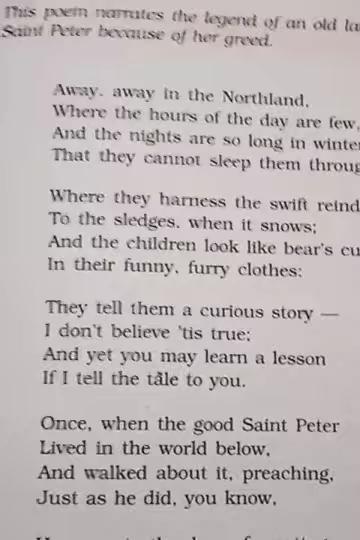 This poem narrates the legend of an old la
Saint Peter because of her greed.
Away, away in the Northland,
Where the hours of the day are few,
And the nights are so long in winter
That they cannot sleep them throug
Where they harness the swift reind
To the sledges, when it snows;
And the children look like bear's cu
In their funny, furry clothes:
They tell them a curious story —
I don't believe 'tis true;
And yet you may learn a lesson
If I tell the tale to you.
Once, when the good Saint Peter
Lived in the world below,
And walked about it, preaching,
Just as he did, you know,